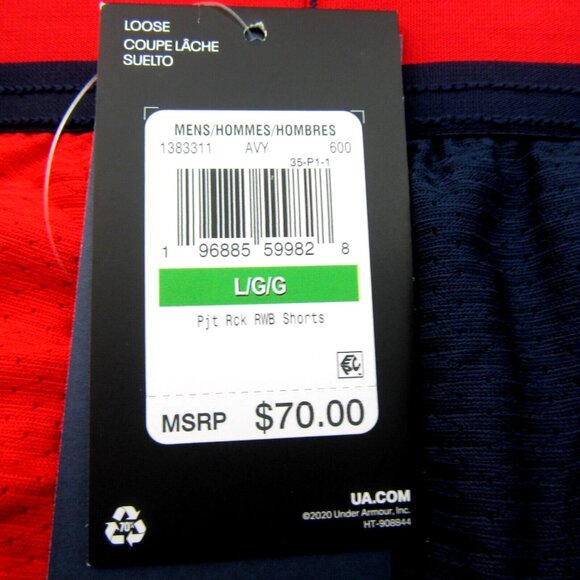 LOOSE
COUPE LÂCHE
SUELTO
MENS/HOMMES/HOMBRES
1383311 AVY 600
35-P1-1
1 96885 59982 8
L/G/G
Pjt Rck RWB Shorts
MSRP $70.00
70%
UA.COM
©2020 Under Armour, Inc.
HT-908844